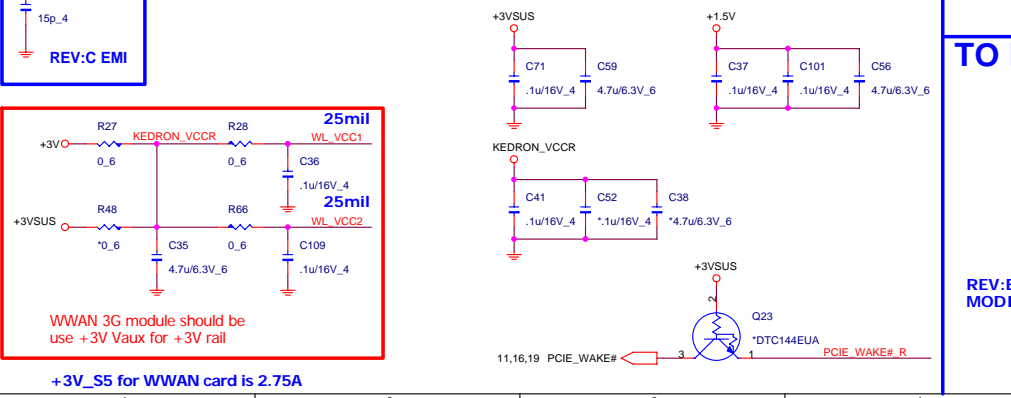 15p_4
REV:C EMI
+3VSUS
C71
.1u/16V_4
C59
4.7u/6.3V_6
+1.5V
C37
.1u/16V_4
C101
.1u/16V_4
C56
4.7u/6.3V_6
TO
25mil
+3V
R27
0_6
KEDRON_VCCR
R28
0_6
WL_VCC1
C36
.1u/16V_4
25mil
+3VSUS
R48
*0_6
R66
0_6
WL_VCC2
C35
4.7u/6.3V_6
C109
.1u/16V_4
WWAN 3G module should be
use +3V Vaux for +3V rail
+3V_S5 for WWAN card is 2.75A
KEDRON_VCCR
C41
.1u/16V_4
C52
*.1u/16V_4
C38
*4.7u/6.3V_6
+3VSUS
2
Q23
*DTC144EUA
11,16,19 PCIE_WAKE#
3
1
PCIE_WAKE#_R